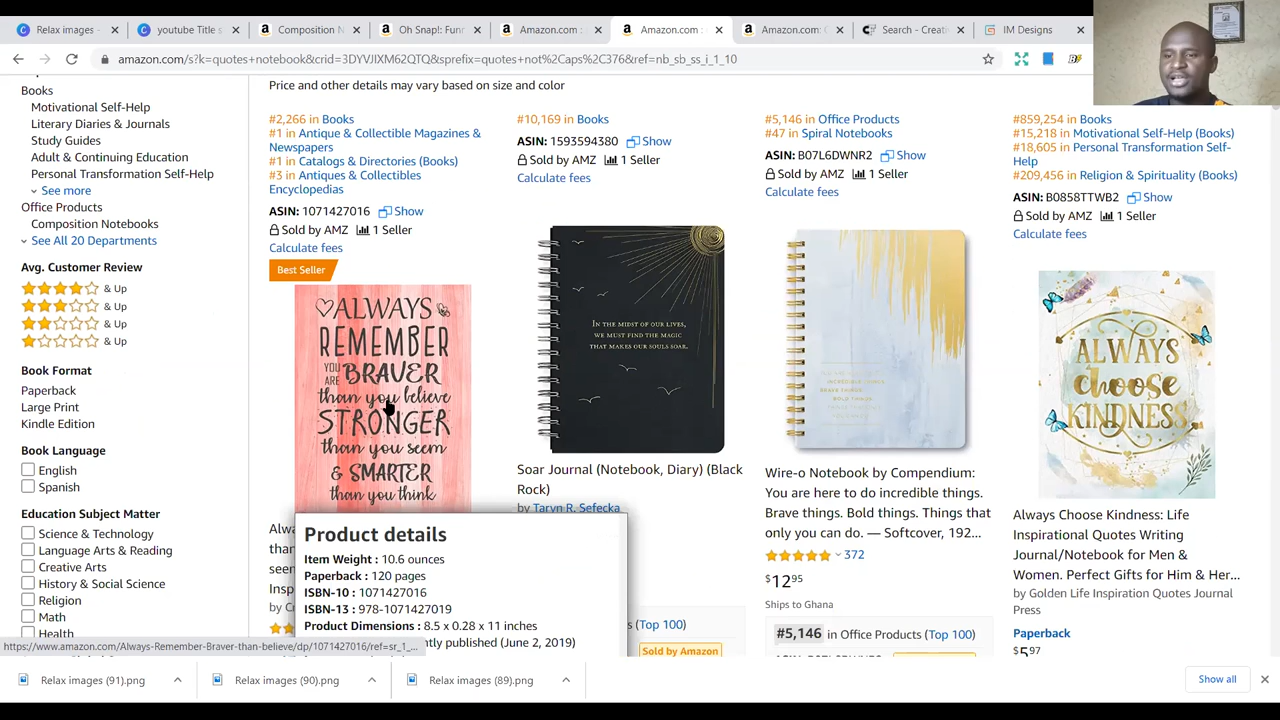 Relax images -
youtube Title s
Composition N
Oh Snap!: Fun
Amazon.com :
Amazon.com :
Amazon.com:
Search - Creati
IM Designs
amazon.com/s?k=quotes+notebook&crid=3DYVJIXM62QTQ&sprefix=quotes+not%2Caps%2C376&ref=nb_sb_ss_i_1_10
Books
Motivational Self-Help
Literary Diaries & Journals
Study Guides
Adult & Continuing Education
Personal Transformation Self-Help
See more
Office Products
Composition Notebooks
See All 20 Departments
Avg. Customer Review
& Up
& Up
& Up
& Up
Book Format
Paperback
Large Print
Kindle Edition
Book Language
English
Spanish
Education Subject Matter
Science & Technology
Language Arts & Reading
Creative Arts
History & Social Science
Religion
Math
Health
Price and other details may vary based on size and color
#2,266 in Books
#1 in Antique & Collectible Magazines &
Newspapers
#1 in Catalogs & Directories (Books)
#3 in Antiques & Collectibles
Encyclopedias
ASIN: 1071427016 Show
Sold by AMZ 1 Seller
Calculate fees
Best Seller
ALWAYS
REMEMBER
YOU ARE BRAVER
than you believe
STRONGER
than you seem
& SMARTER
than you think
Alwa
than
seen
Insp
by Cr
Product details
Item Weight : 10.6 ounces
Paperback : 120 pages
ISBN-10 : 1071427016
ISBN-13 : 978-1071427019
Product Dimensions : 8.5 x 0.28 x 11 inches
ntly published (June 2, 2019)
#10,169 in Books
ASIN: 1593594380 Show
Sold by AMZ 1 Seller
Calculate fees
IN THE MIDST OF OUR LIVES,
WE MUST FIND THE MAGIC
THAT MAKES OUR SOULS SOAR.
Soar Journal (Notebook, Diary) (Black
Rock)
by Taryn R. Sefecka
(Top 100)
Sold by Amazon
#5,146 in Office Products
#47 in Spiral Notebooks
ASIN: B07L6DWNR2 Show
Sold by AMZ 1 Seller
Calculate fees
Wire-o Notebook by Compendium:
You are here to do incredible things.
Brave things. Bold things. Things that
only you can do. — Softcover, 192...
372
$1295
Ships to Ghana
#5,146 in Office Products (Top 100)
#859,254 in Books
#15,218 in Motivational Self-Help (Books)
#18,605 in Personal Transformation Self-
Help
#209,456 in Religion & Spirituality (Books)
ASIN: B0858TTWB2 Show
Sold by AMZ 1 Seller
Calculate fees
ALWAYS
choose
KINDNESS
Always Choose Kindness: Life
Inspirational Quotes Writing
Journal/Notebook for Men &
Women. Perfect Gifts for Him & Her...
by Golden Life Inspiration Quotes Journal
Press
Paperback
$597
https://www.amazon.com/Always-Remember-Braver-than-believe/dp/1071427016/ref=sr_1_...
Relax images (91).png
Relax images (90).png
Relax images (89).png
Show all